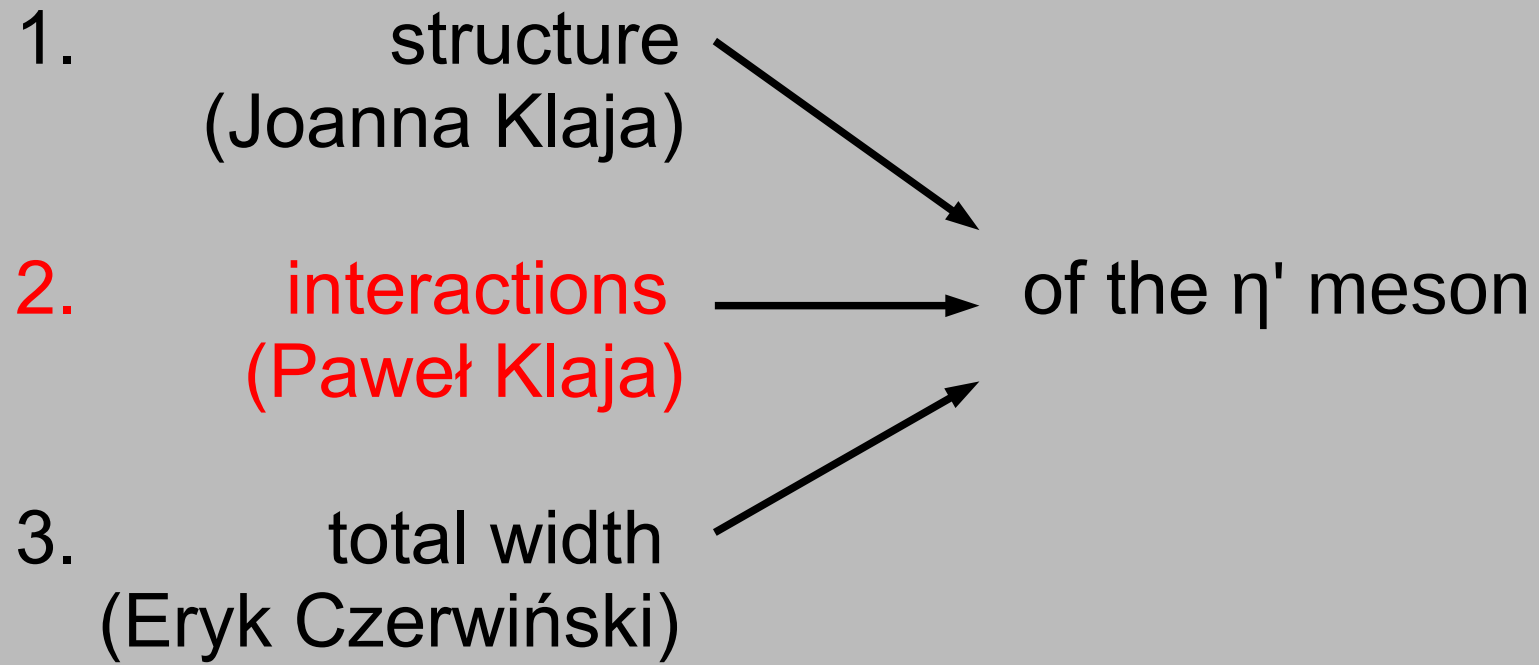 1. structure
(Joanna Klaja)
2. interactions of the η' meson
(Paweł Klaja)
3. total width
(Eryk Czerwiński)